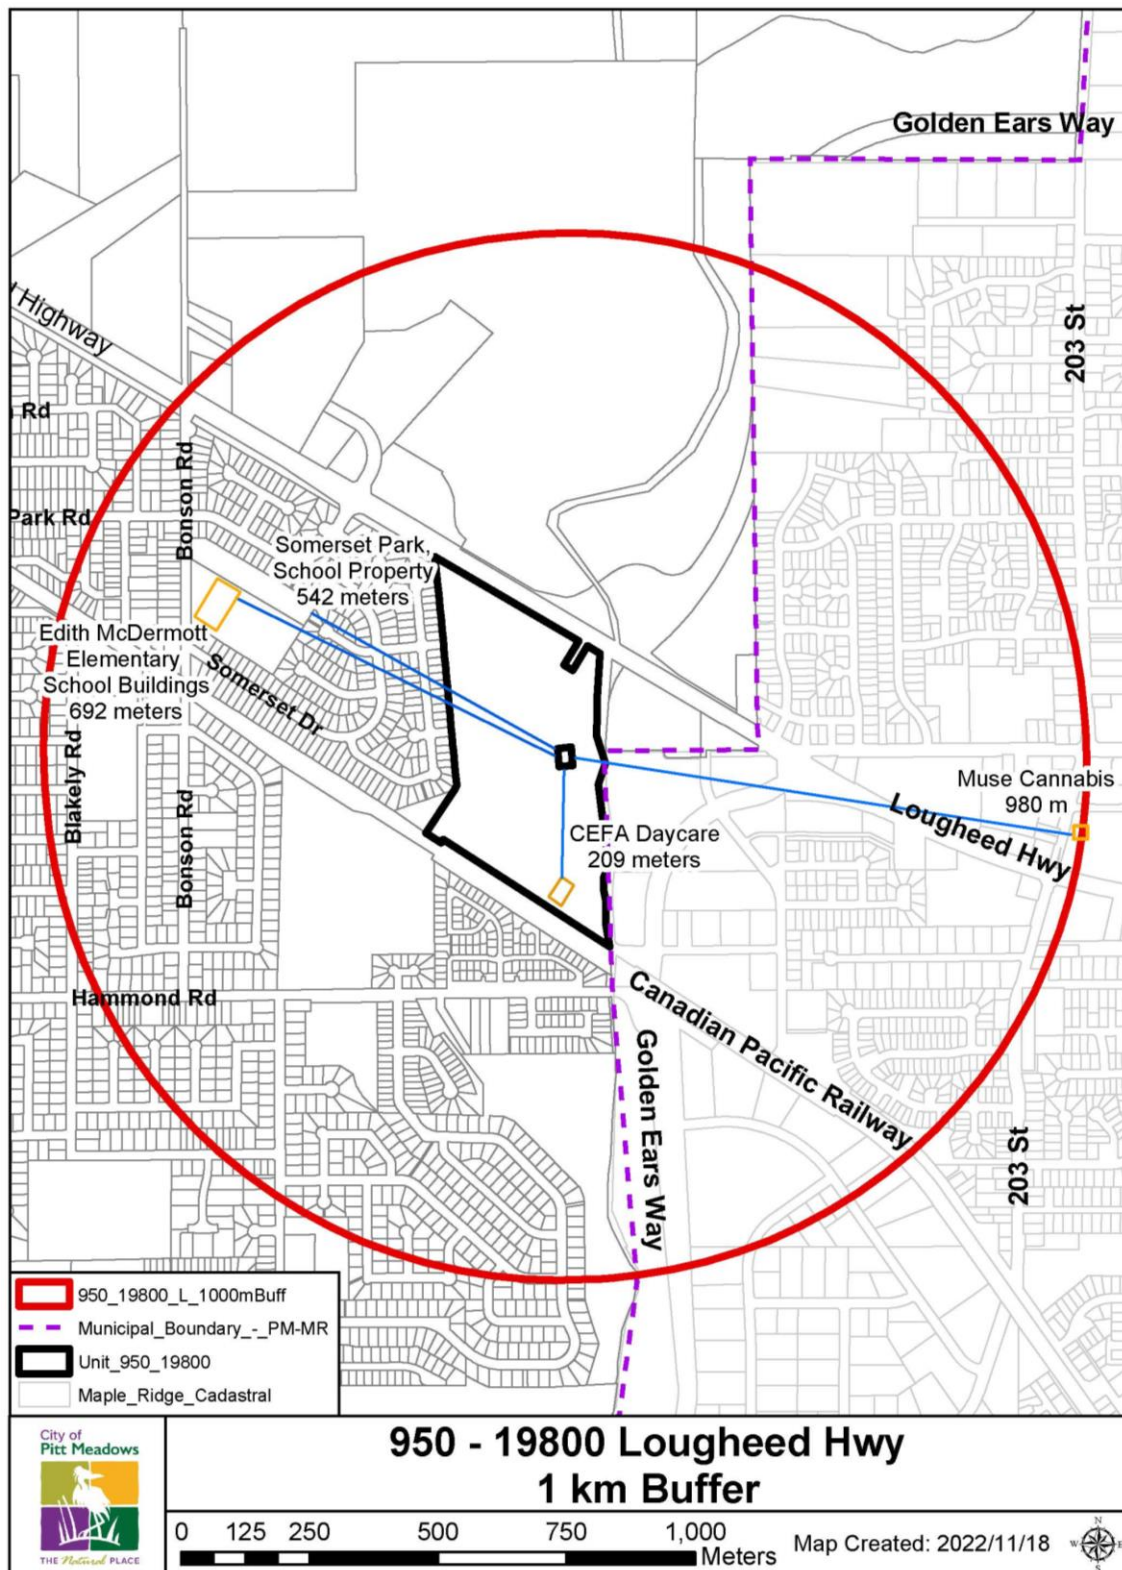 Golden Ears Way
d Highway
203 St
n Rd
Bonson Rd
Park Rd
Somerset Park,
School Property
542 meters
Edith McDermott
Elementary
School Buildings
692 meters
Somerset Dr
Blakely Rd
Bonson Rd
Muse Cannabis
980 m
Lougheed Hwy
CEFA Daycare
209 meters
Hammond Rd
Canadian Pacific Railway
Golden Ears Way
203 St
950_19800_L_1000mBuff
Municipal_Boundary_-_PM-MR
Unit_950_19800
Maple_Ridge_Cadastral
City of
Pitt Meadows
THE Natural PLACE
950 - 19800 Lougheed Hwy
1 km Buffer
0 125 250 500 750 1,000
Meters
Map Created: 2022/11/18
N
W E
S